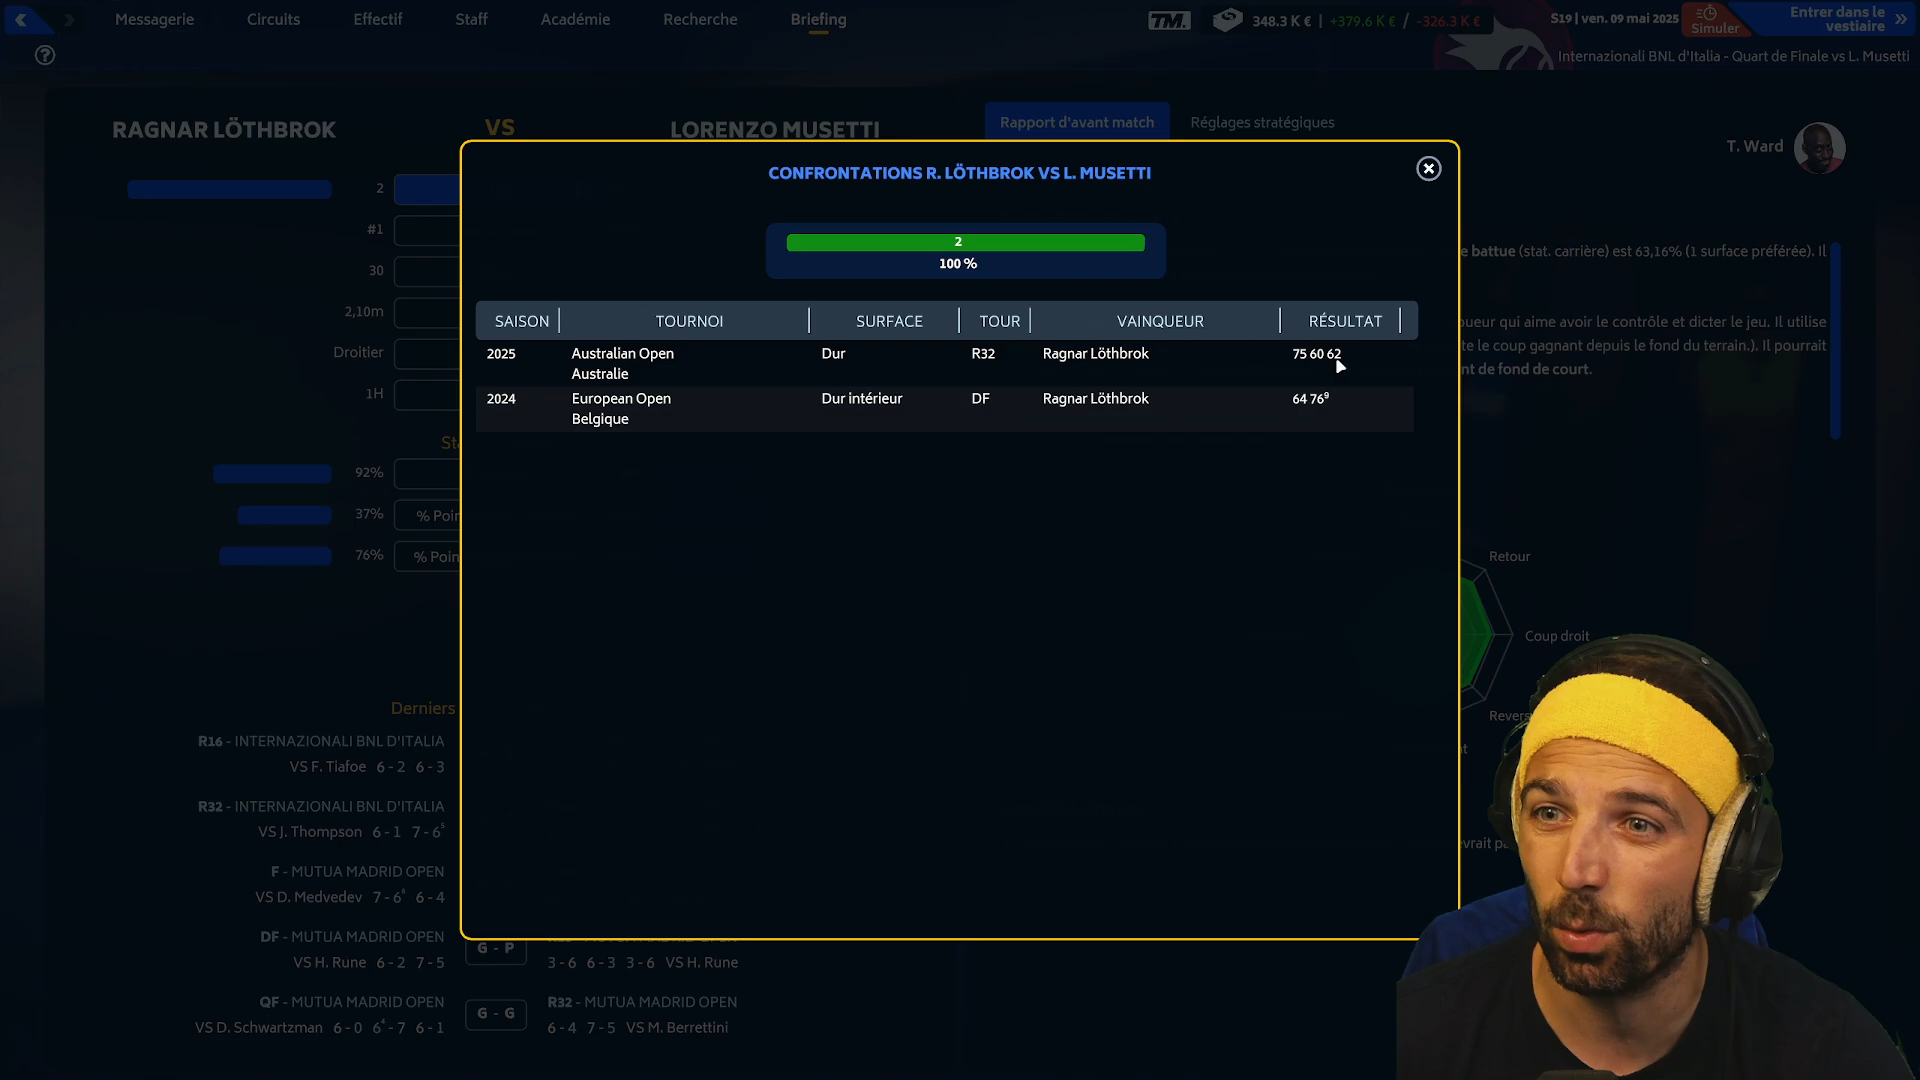 Messagerie Circuits Effectif Staff Académie Recherche Briefing
TM. 348.3 K € | +379.6 K € / -326.3 K €
S19 | ven. 09 mai 2025
Simuler
Entrer dans le
vestiaire
Internazionali BNL d'Italia - Quart de Finale vs L. Musetti
RAGNAR LÖTHBROK VS LORENZO MUSETTI
Rapport d'avant match Réglages stratégiques
T. Ward
CONFRONTATIONS R. LÖTHBROK VS L. MUSETTI
2
100 %
SAISON TOURNOI SURFACE TOUR VAINQUEUR RÉSULTAT
2025 Australian Open Dur R32 Ragnar Löthbrok 75 60 62
Australie
2024 European Open Dur intérieur DF Ragnar Löthbrok 64 76⁹
Belgique
2
#1
30
2,10m
Droitier
1H
St
92%
37% % Poin
76% % Poin
e battue (stat. carrière) est 63,16% (1 surface préférée). Il
oueur qui aime avoir le contrôle et dicter le jeu. Il utilise
te le coup gagnant depuis le fond du terrain.). Il pourrait
nt de fond de court.
Retour
Coup droit
Revers
Derniers
R16 - INTERNAZIONALI BNL D'ITALIA
VS F. Tiafoe 6 - 2 6 - 3
R32 - INTERNAZIONALI BNL D'ITALIA
VS J. Thompson 6 - 1 7 - 6⁵
F - MUTUA MADRID OPEN
VS D. Medvedev 7 - 6⁶ 6 - 4
DF - MUTUA MADRID OPEN
VS H. Rune 6 - 2 7 - 5
G - P
3 - 6 6 - 3 3 - 6 VS H. Rune
QF - MUTUA MADRID OPEN
VS D. Schwartzman 6 - 0 6⁴ - 7 6 - 1
G - G
R32 - MUTUA MADRID OPEN
6 - 4 7 - 5 VS M. Berrettini